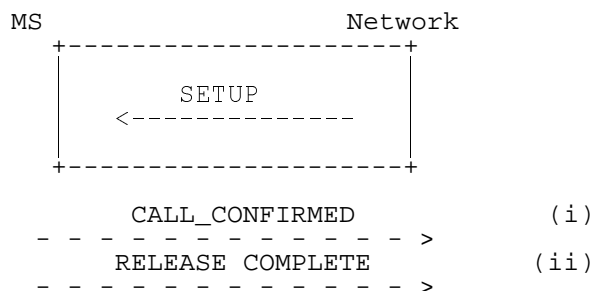 MS Network
SETUP
CALL_CONFIRMED (i)
RELEASE COMPLETE (ii)